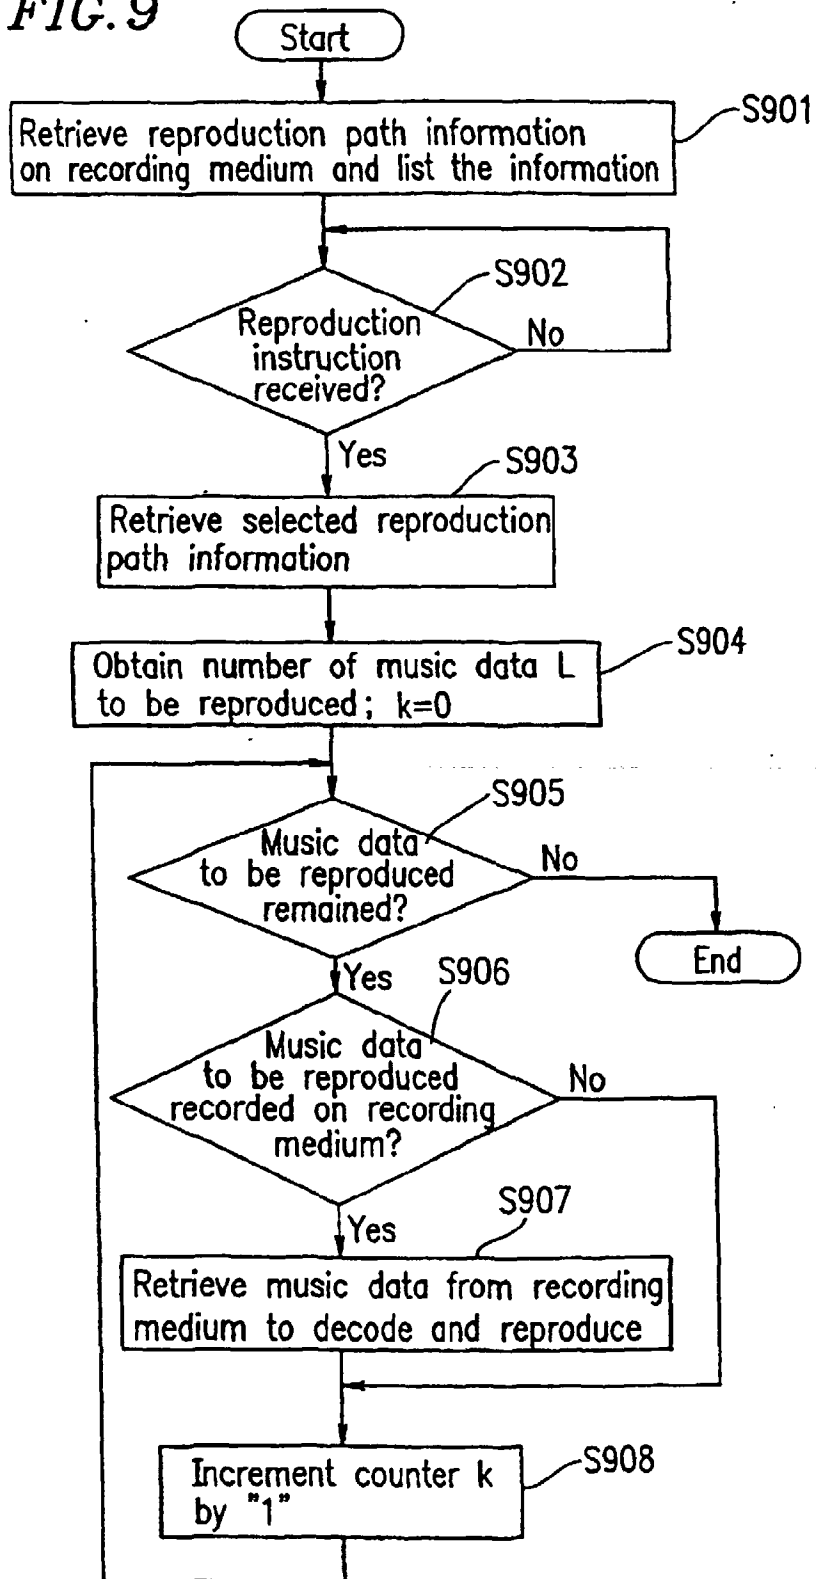 FIG. 9
Start
S901
Retrieve reproduction path information
on recording medium and list the information
S902
Reproduction
instruction
received?
No
Yes
S903
Retrieve selected reproduction
path information
S904
Obtain number of music data L
to be reproduced; k=0
S905
Music data
to be reproduced
remained?
No
End
Yes
S906
Music data
to be reproduced
recorded on recording
medium?
No
Yes
S907
Retrieve music data from recording
medium to decode and reproduce
S908
Increment counter k
by "1"